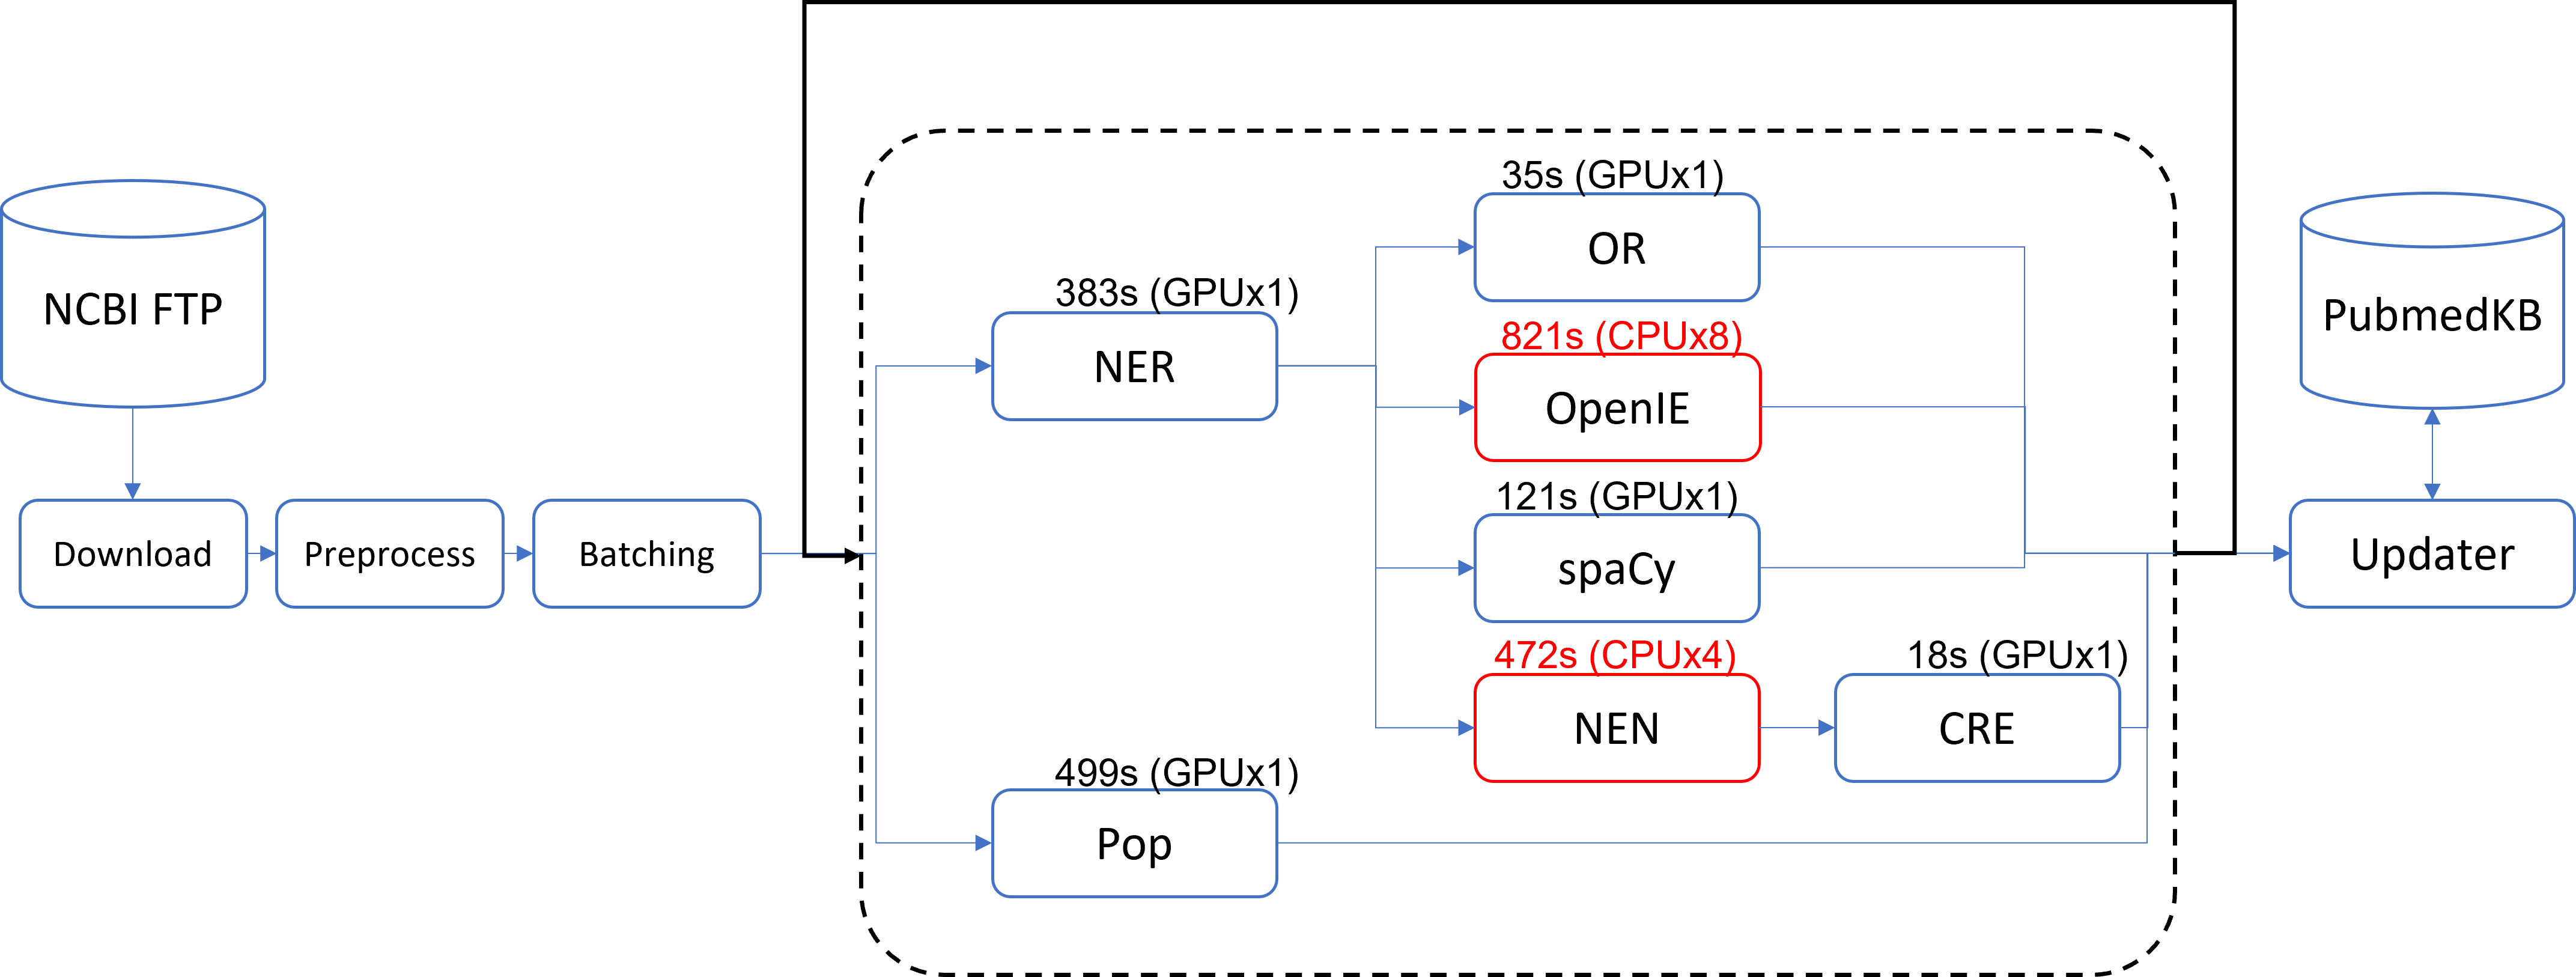 NCBI FTP
Download
Preprocess
Batching
383s (GPUx1)
NER
499s (GPUx1)
Pop
35s (GPUx1)
OR
821s (CPUx8)
OpenIE
121s (GPUx1)
spaCy
472s (CPUx4)
NEN
18s (GPUx1)
CRE
PubmedKB
Updater